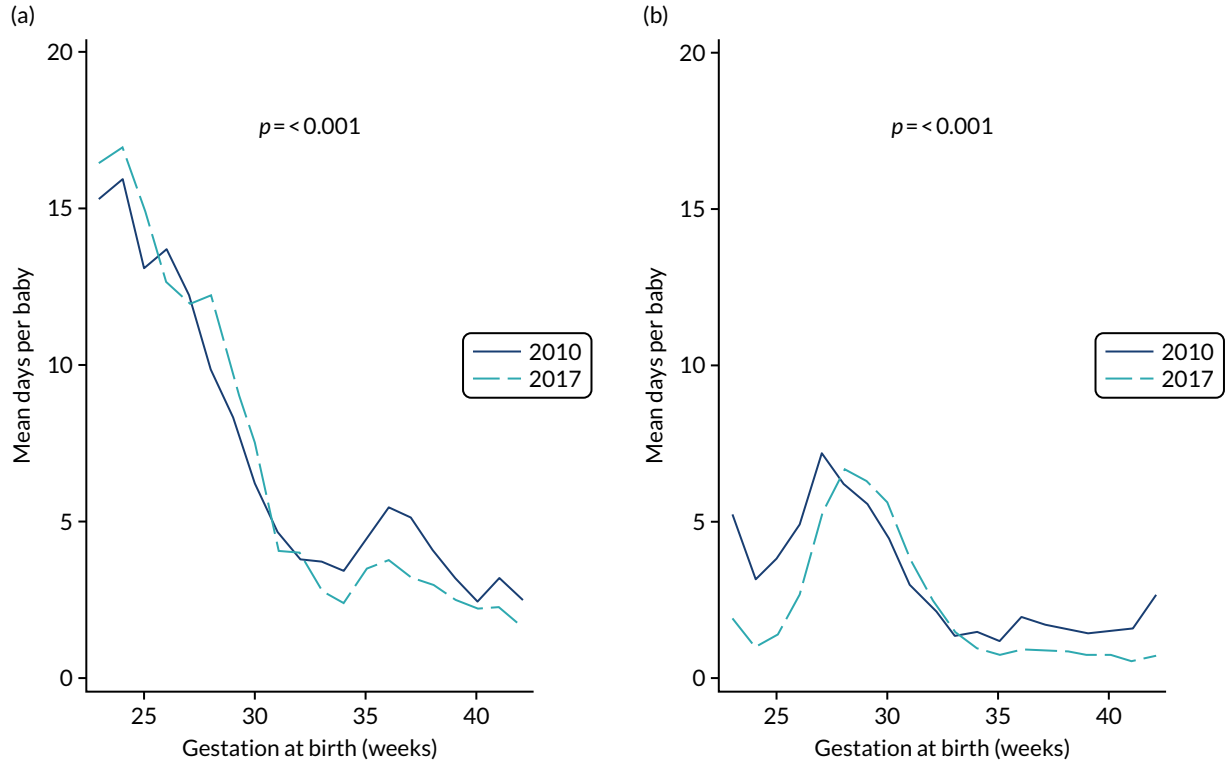 (a)
20
15
10
5
0
Mean days per baby
p = < 0.001
2010
2017
25 30 35 40
Gestation at birth (weeks)
(b)
20
15
10
5
0
Mean days per baby
p = < 0.001
2010
2017
25 30 35 40
Gestation at birth (weeks)